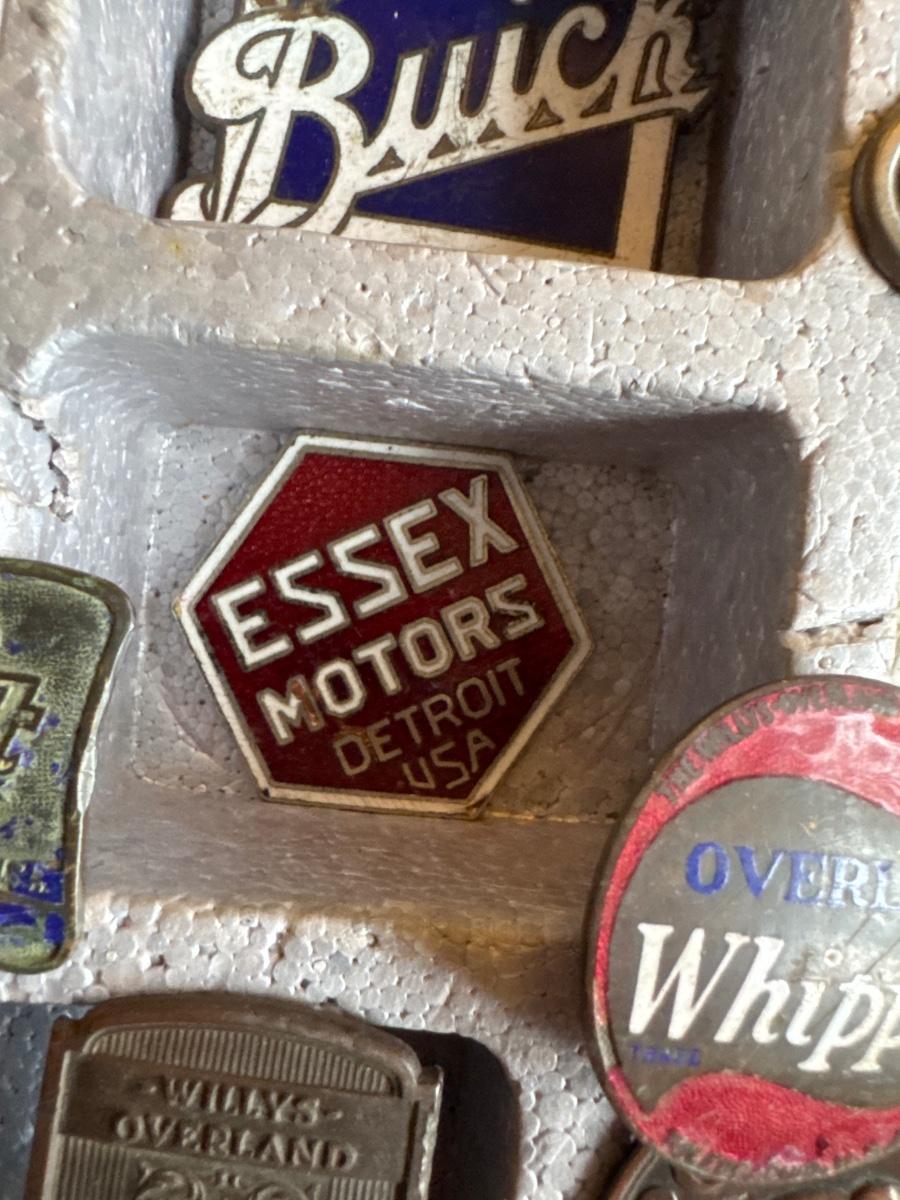 Buick
ESSEX
MOTORS
DETROIT
USA
OVERL
Whipp
WILLYS-
OVERLAND